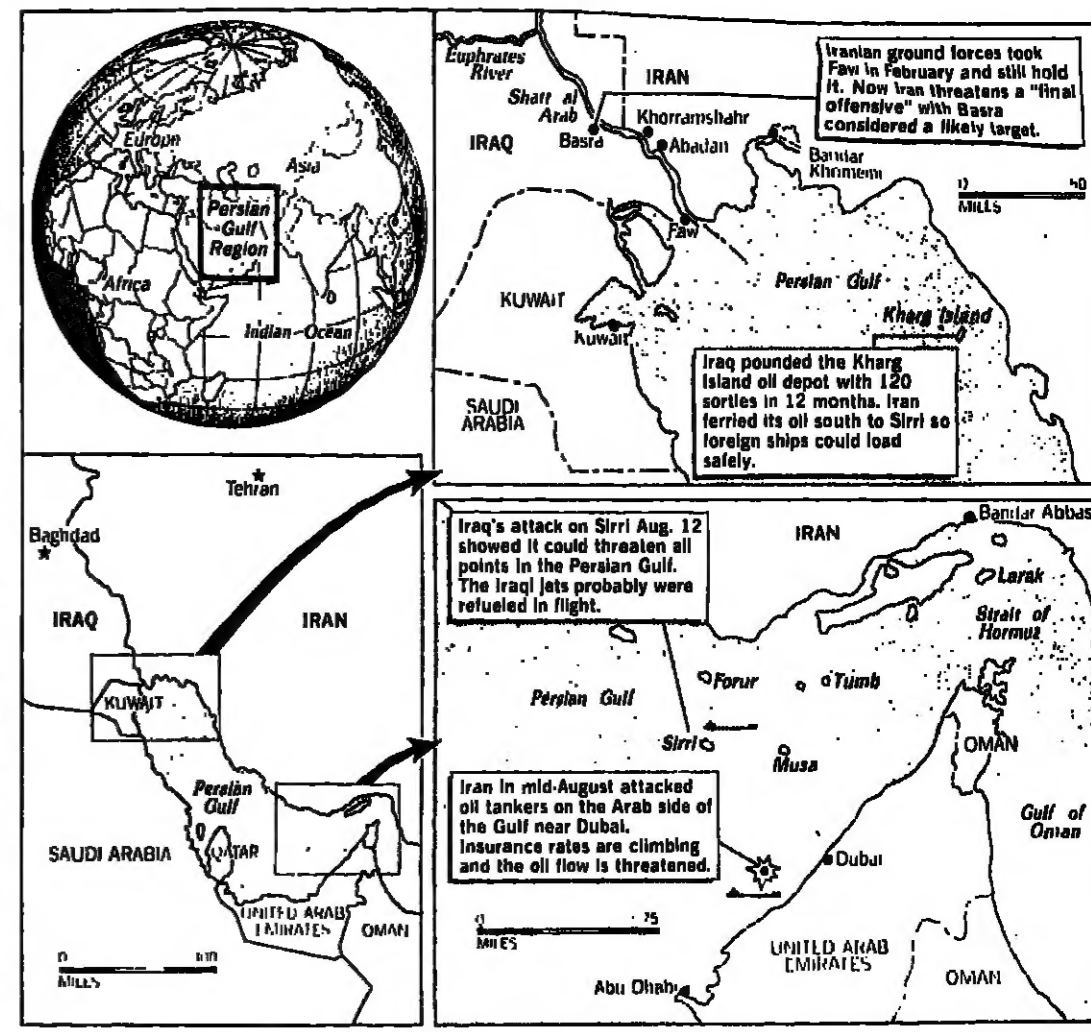 Europe
Asia
Persian
Gulf
Region
Africa
Indian Ocean
Euphrates
River
IRAN
Shatt al
Arab
IRAQ
Basra
Khorramshahr
Abadan
Bandar
Khomeini
Iranian ground forces took
Faw in February and still hold
it. Now Iran threatens a "final
offensive" with Basra
considered a likely target.
0 50
MILES
Faw
Persian Gulf
KUWAIT
Kuwait
Kharg Island
SAUDI
ARABIA
Iraq pounded the Kharg
Island oil depot with 120
sorties in 12 months. Iran
ferried its oil south to Sirri so
foreign ships could load
safely.
Tehran
Baghdad
IRAQ
IRAN
KUWAIT
Persian
Gulf
SAUDI ARABIA
QATAR
UNITED ARAB
EMIRATES
OMAN
0
MILES
Iraq's attack on Sirri Aug. 12
showed it could threaten all
points in the Persian Gulf.
The Iraqi jets probably were
refueled in flight.
IRAN
Bandar Abbas
Larak
Strait of
Hormuz
Persian Gulf
Forur
Tumb
Sirri
Musa
OMAN
Gulf of
Oman
Iran in mid-August attacked
oil tankers on the Arab side of
the Gulf near Dubai.
Insurance rates are climbing
and the oil flow is threatened.
Dubai
0 75
MILES
UNITED ARAB
EMIRATES
OMAN
Abu Dhabi